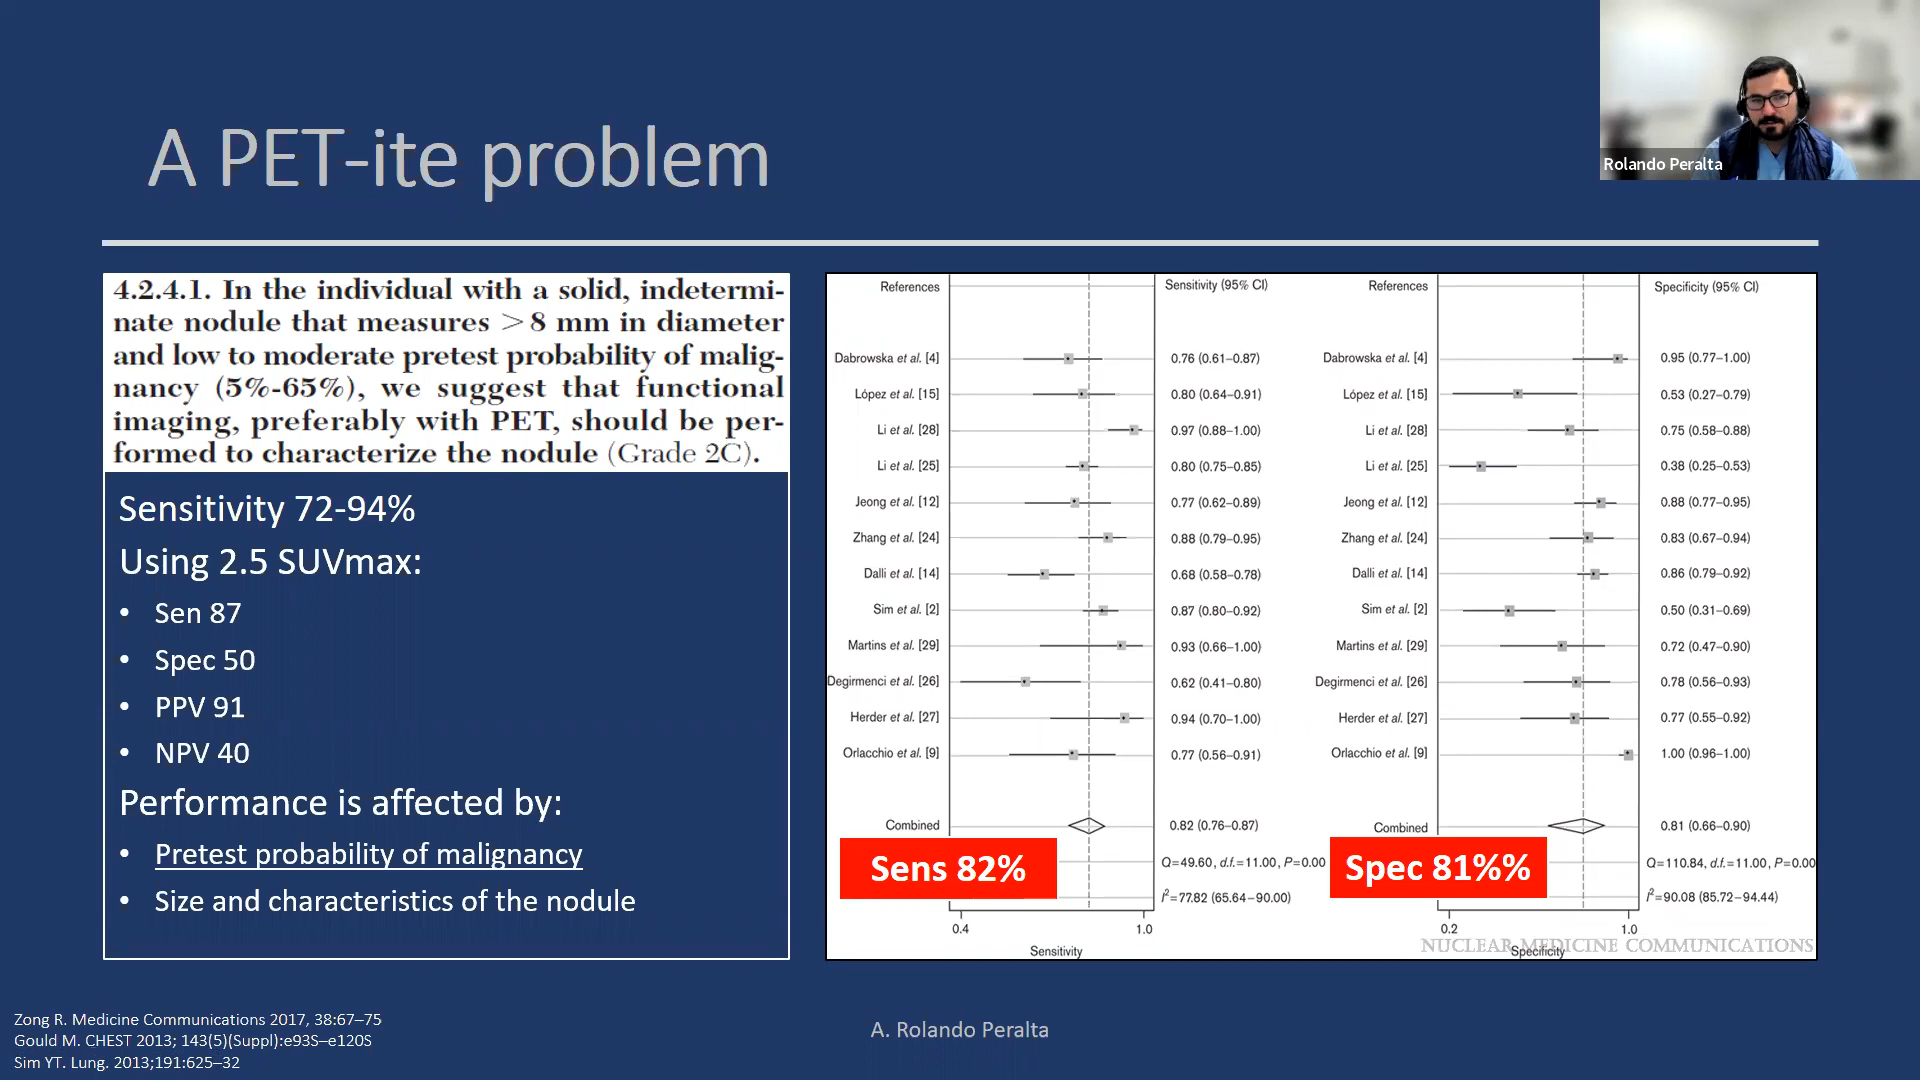 A PET-ite problem
Rolando Peralta
4.2.4.1. In the individual with a solid, indetermi-
nate nodule that measures >8 mm in diameter
and low to moderate pretest probability of malig-
nancy (5%-65%), we suggest that functional
imaging, preferably with PET, should be per-
formed to characterize the nodule (Grade 2C).
Sensitivity 72-94%
Using 2.5 SUVmax:
• Sen 87
• Spec 50
• PPV 91
• NPV 40
Performance is affected by:
• Pretest probability of malignancy
• Size and characteristics of the nodule
References Sensitivity (95% CI)
Dabrowska et al. [4] 0.76 (0.61–0.87)
López et al. [15] 0.80 (0.64–0.91)
Li et al. [28] 0.97 (0.88–1.00)
Li et al. [25] 0.80 (0.75–0.85)
Jeong et al. [12] 0.77 (0.62–0.89)
Zhang et al. [24] 0.88 (0.79–0.95)
Dalli et al. [14] 0.68 (0.58–0.78)
Sim et al. [2] 0.87 (0.80–0.92)
Martins et al. [29] 0.93 (0.66–1.00)
Degirmenci et al. [26] 0.62 (0.41–0.80)
Herder et al. [27] 0.94 (0.70–1.00)
Orlacchio et al. [9] 0.77 (0.56–0.91)
Combined 0.82 (0.76–0.87)
Sens 82%
Q=49.60, d.f.=11.00, P=0.00
I²=77.82 (65.64–90.00)
0.4 1.0
Sensitivity
References Specificity (95% CI)
Dabrowska et al. [4] 0.95 (0.77–1.00)
López et al. [15] 0.53 (0.27–0.79)
Li et al. [28] 0.75 (0.58–0.88)
Li et al. [25] 0.38 (0.25–0.53)
Jeong et al. [12] 0.88 (0.77–0.95)
Zhang et al. [24] 0.83 (0.67–0.94)
Dalli et al. [14] 0.86 (0.79–0.92)
Sim et al. [2] 0.50 (0.31–0.69)
Martins et al. [29] 0.72 (0.47–0.90)
Degirmenci et al. [26] 0.78 (0.56–0.93)
Herder et al. [27] 0.77 (0.55–0.92)
Orlacchio et al. [9] 1.00 (0.96–1.00)
Combined 0.81 (0.66–0.90)
Spec 81%%
Q=110.84, d.f.=11.00, P=0.00
I²=90.08 (85.72–94.44)
0.2 1.0
NUCLEAR MEDICINE COMMUNICATIONS
Specificity
Zong R. Medicine Communications 2017, 38:67–75
Gould M. CHEST 2013; 143(5)(Suppl):e93S–e120S
Sim YT. Lung. 2013;191:625–32
A. Rolando Peralta